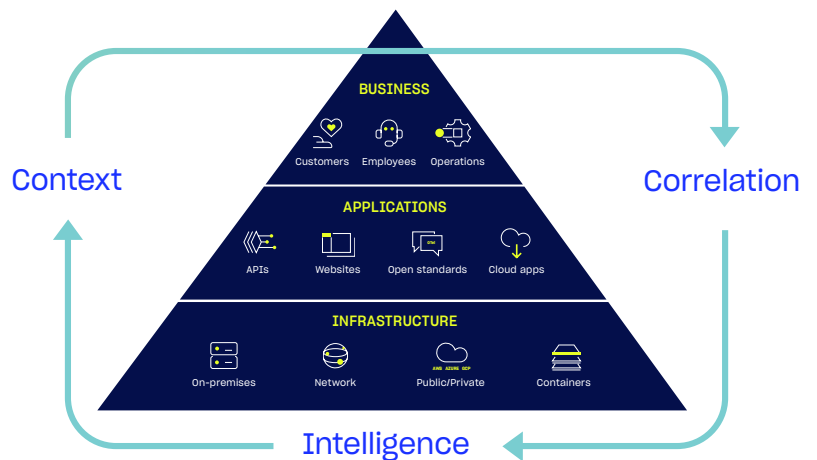 BUSINESS
Customers Employees Operations
Context
Correlation
APPLICATIONS
APIs Websites Open standards Cloud apps
INFRASTRUCTURE
AWS AZURE GCP
On-premises Network Public/Private Containers
Intelligence